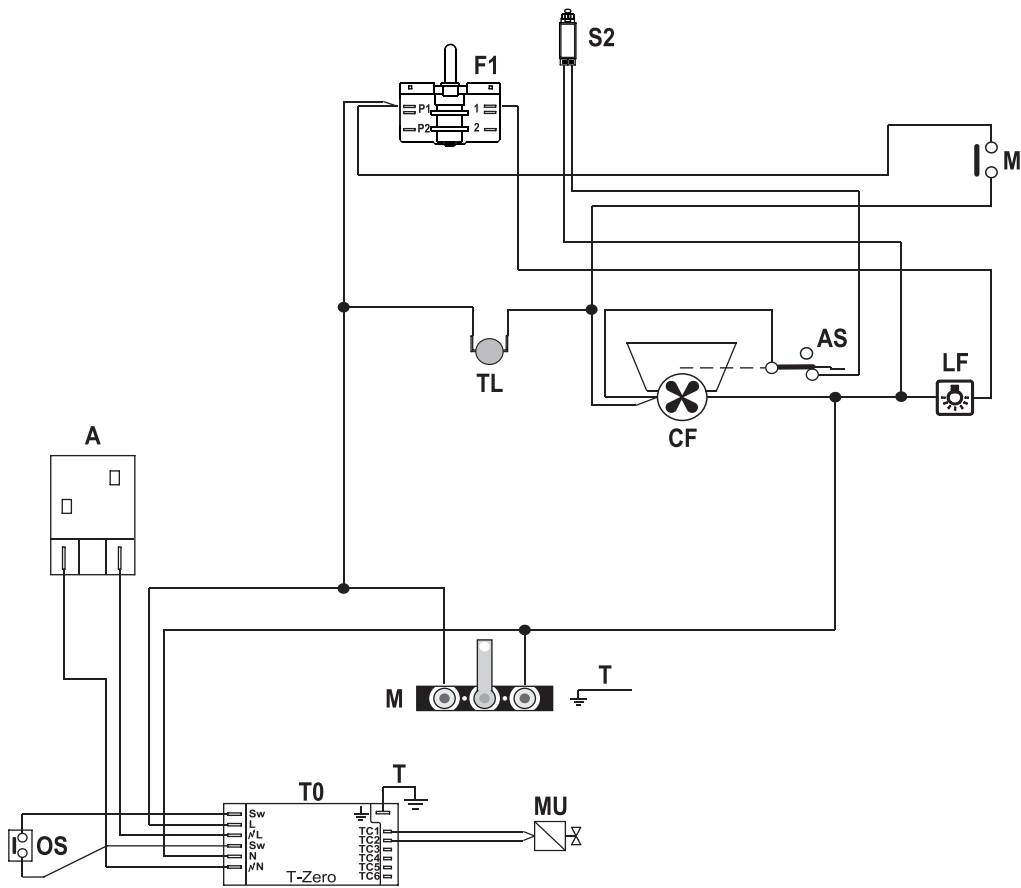 S2
F1
P1 1
P2 2
M
AS
TL
LF
CF
A
T
M
T0
T
MU
Sw
L
L
Sw
N
N
TC1
TC2
TC3
TC4
TC5
TC6
OS
T-Zero